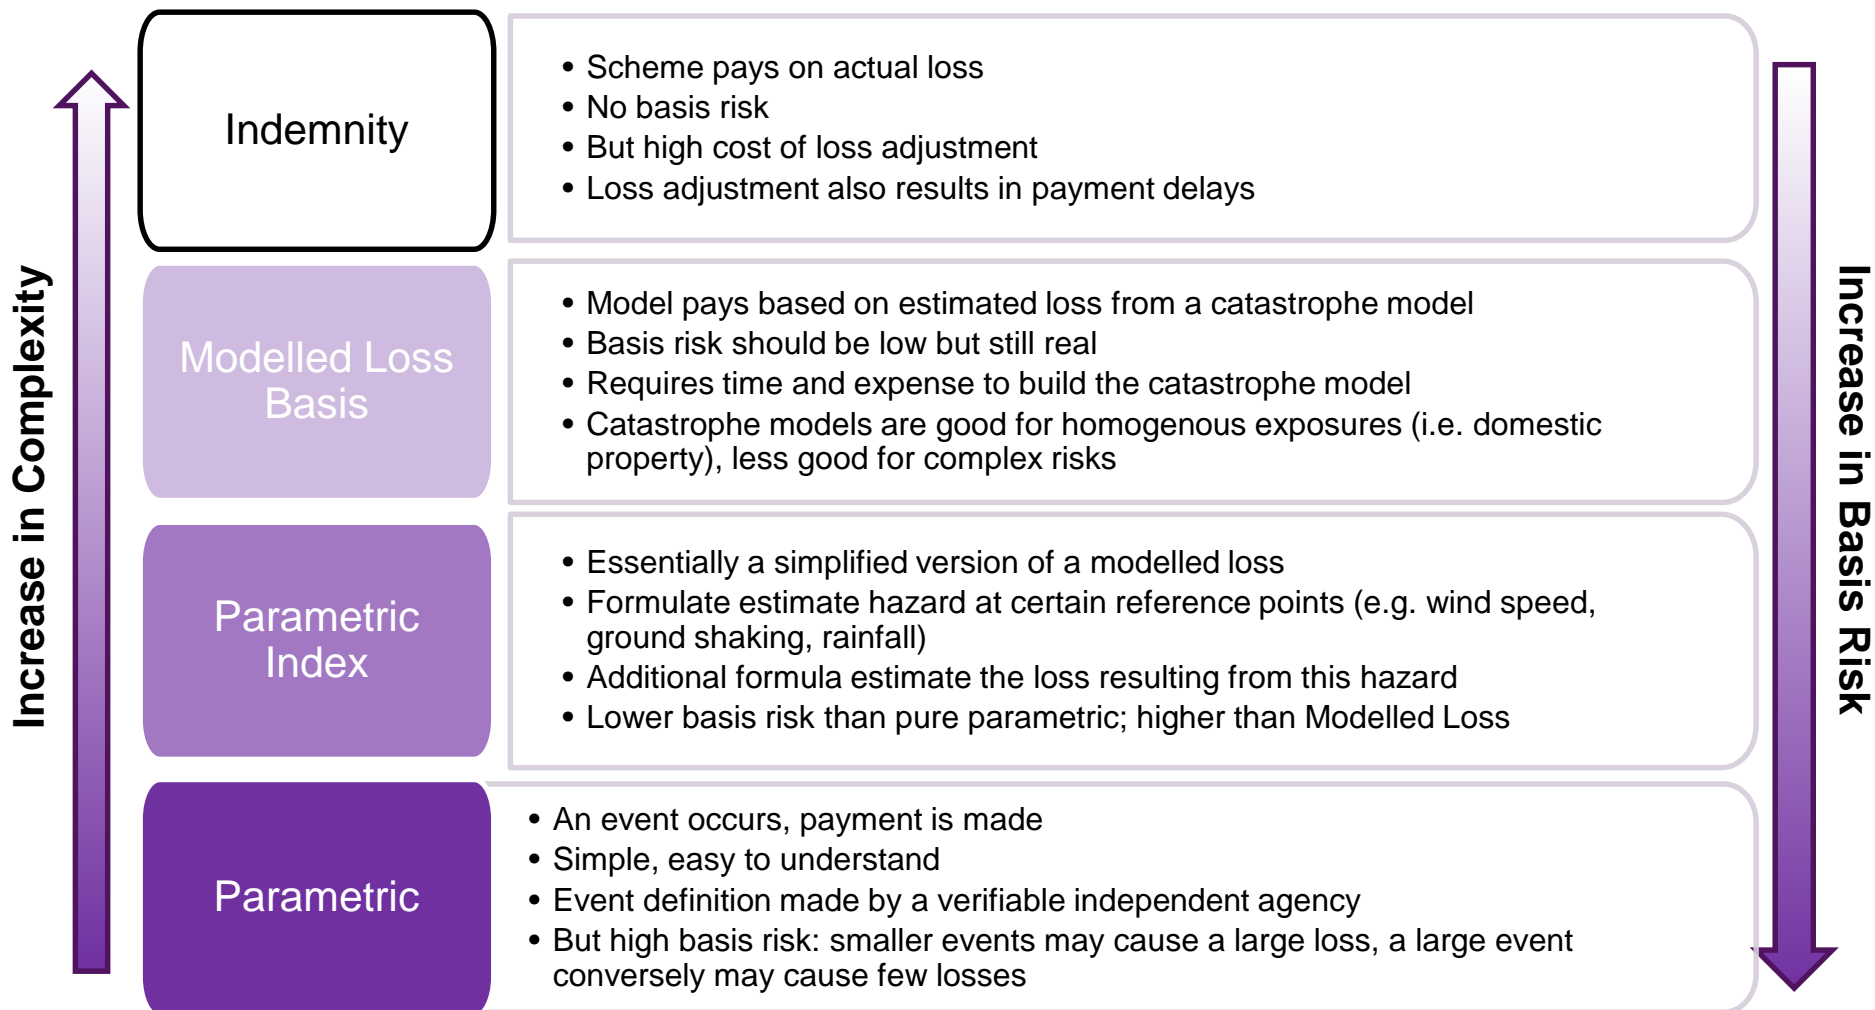 Increase in Complexity
Indemnity
• Scheme pays on actual loss
• No basis risk
• But high cost of loss adjustment
• Loss adjustment also results in payment delays
Modelled Loss
Basis
• Model pays based on estimated loss from a catastrophe model
• Basis risk should be low but still real
• Requires time and expense to build the catastrophe model
• Catastrophe models are good for homogenous exposures (i.e. domestic
property), less good for complex risks
Parametric
Index
• Essentially a simplified version of a modelled loss
• Formulate estimate hazard at certain reference points (e.g. wind speed,
ground shaking, rainfall)
• Additional formula estimate the loss resulting from this hazard
• Lower basis risk than pure parametric; higher than Modelled Loss
Parametric
• An event occurs, payment is made
• Simple, easy to understand
• Event definition made by a verifiable independent agency
• But high basis risk: smaller events may cause a large loss, a large event
conversely may cause few losses
Increase in Basis Risk